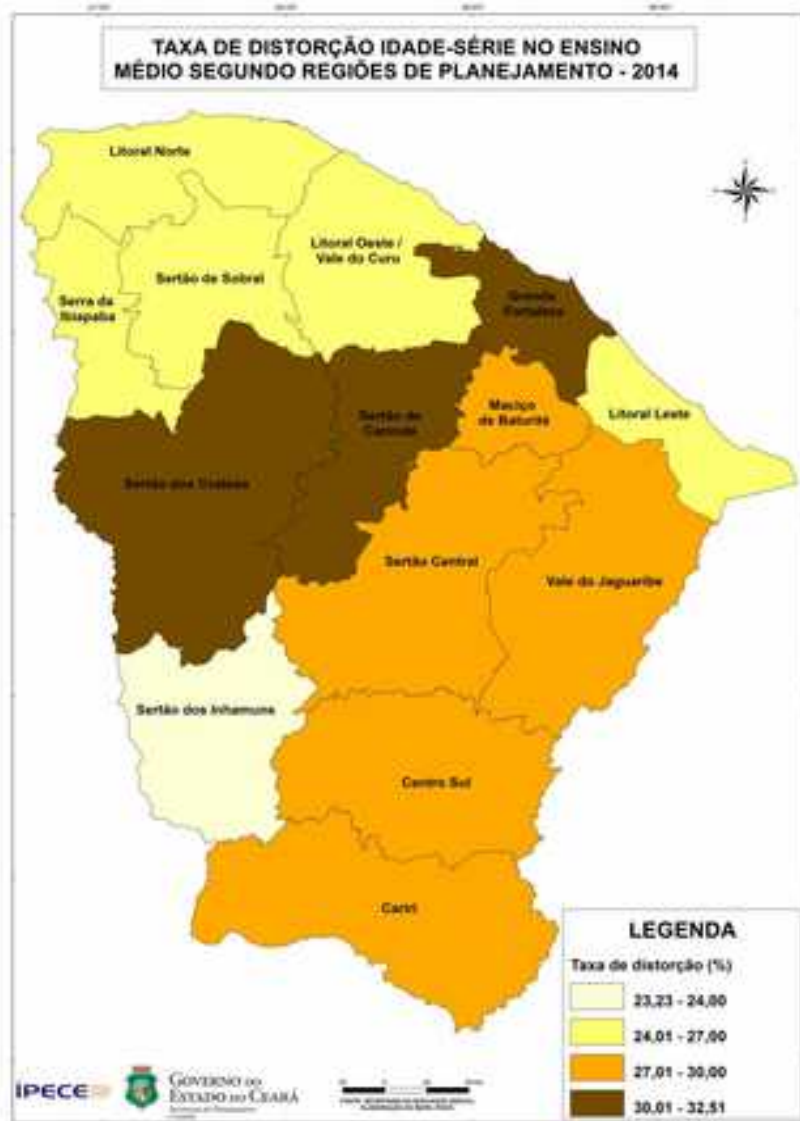 TAXA DE DISTORÇÃO IDADE-SÉRIE NO ENSINO
MÉDIO SEGUNDO REGIÕES DE PLANEJAMENTO - 2014
Litoral Norte
Litoral Oeste /
Vale do Curu
Sertão de Sobral
Serra da
Ibiapaba
Grande
Fortaleza
Maciço
de Baturité
Litoral Leste
Sertão de
Canindé
Sertão dos Crateús
Sertão Central
Vale do Jaguaribe
Sertão dos Inhamuns
Centro Sul
Cariri
LEGENDA
Taxa de distorção (%)
23,23 - 24,00
24,01 - 27,00
27,01 - 30,00
30,01 - 32,51
IPECE
GOVERNO DO
ESTADO DO CEARÁ